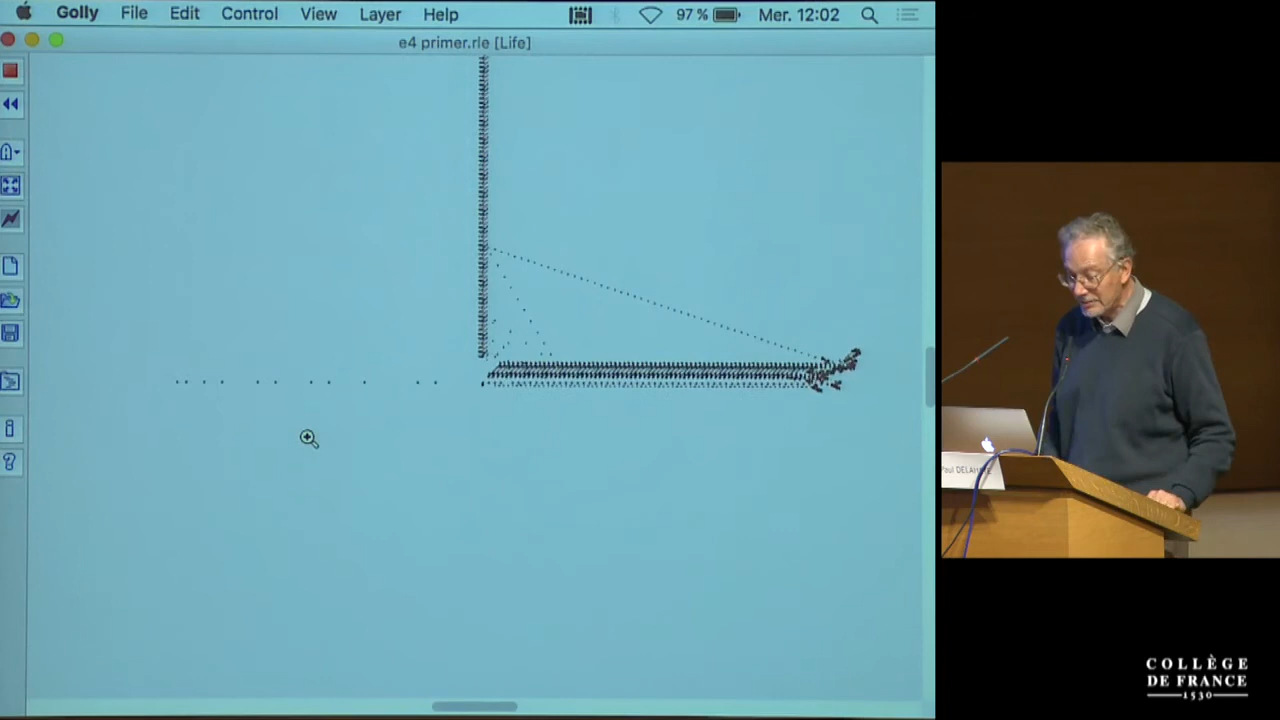 Golly File Edit Control View Layer Help 97 % Mer. 12:02
e4 primer.rle [Life]
Paul
COLLÈGE
DE FRANCE
1530